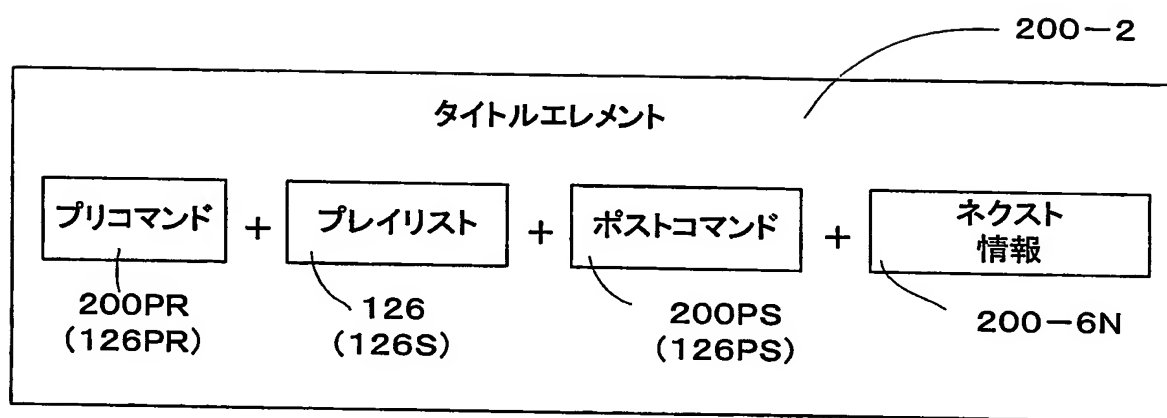 200-2
タイトルエレメント
プリコマンド + プレイリスト + ポストコマンド + ネクスト
情報
200PR
(126PR)
126
(126S)
200PS
(126PS)
200-6N